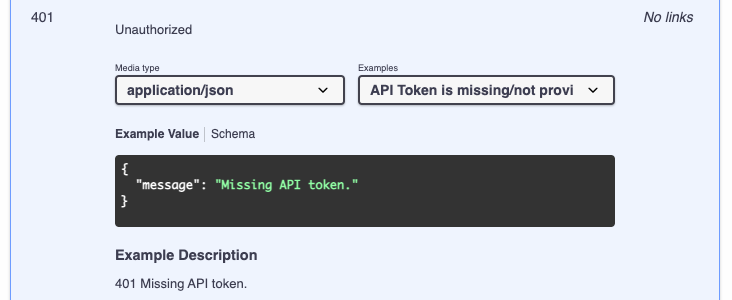 401 No links
Unauthorized
Media type Examples
application/json API Token is missing/not provi
Example Value Schema
{
"message": "Missing API token."
}
Example Description
401 Missing API token.